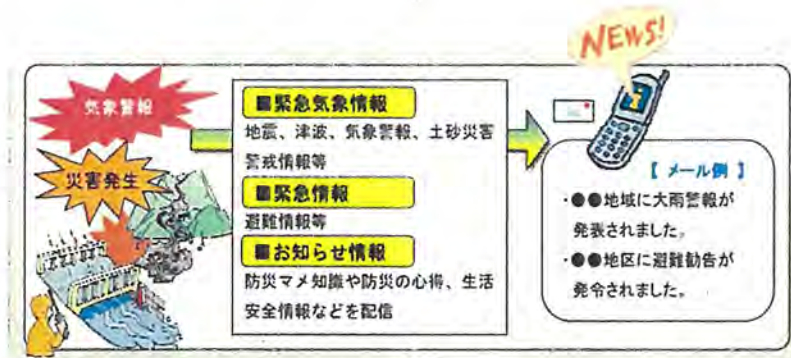 NEWS!
気象警報
災害発生
■緊急気象情報
地震、津波、気象警報、土砂災害
警戒情報等
■緊急情報
避難情報等
■お知らせ情報
防災マメ知識や防災の心得、生活
安全情報などを配信
【 メール例 】
・●●地域に大雨警報が
発表されました。
・●●地区に避難勧告が
発令されました。